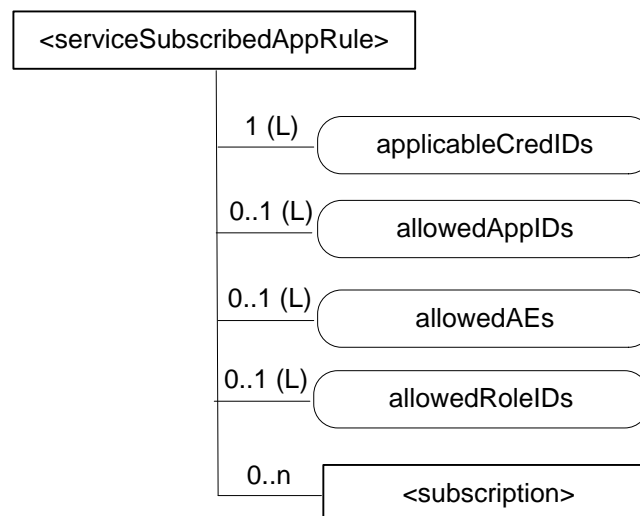 <serviceSubscribedAppRule>
1 (L)
applicableCredIDs
0..1 (L)
allowedAppIDs
0..1 (L)
allowedAEs
0..1 (L)
allowedRoleIDs
0..n
<subscription>